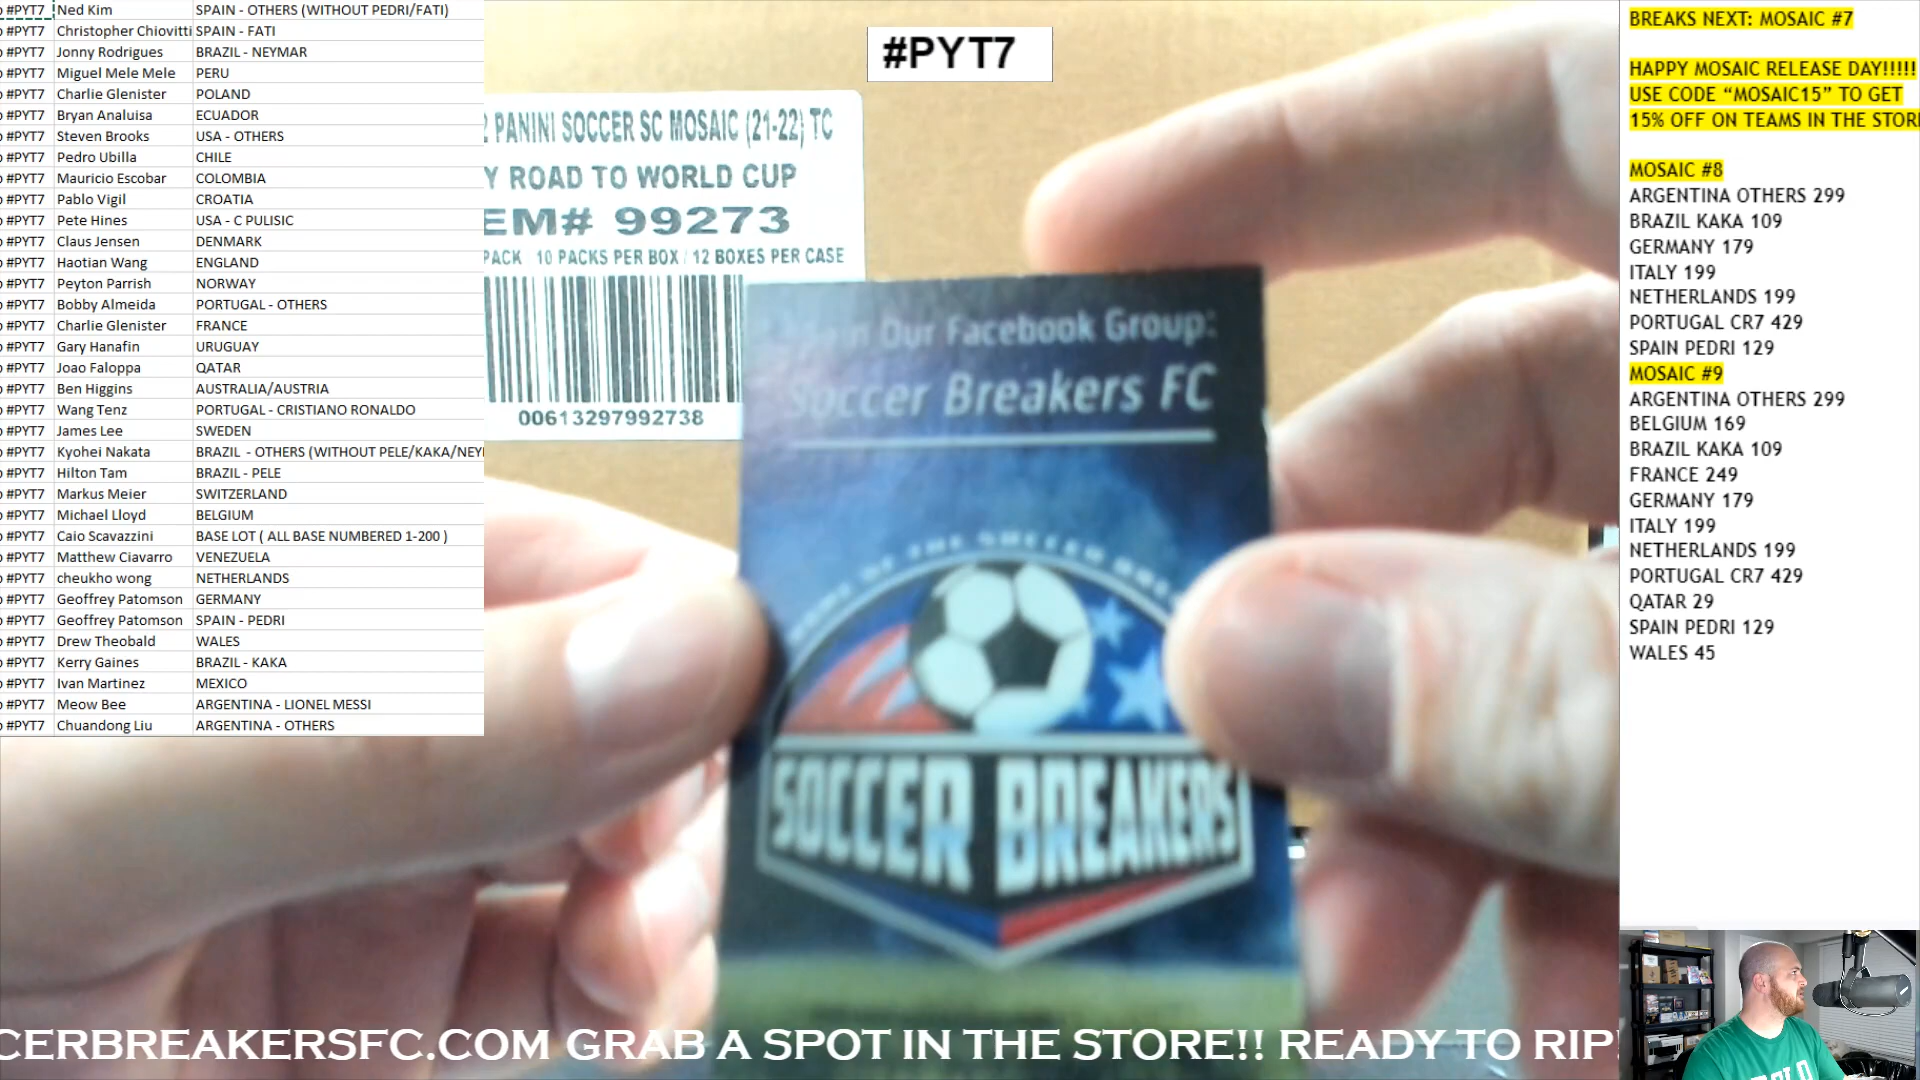 #PYT7 Ned Kim SPAIN - OTHERS (WITHOUT PEDRI/FATI)
#PYT7 Christopher Chiovitti SPAIN - FATI
#PYT7 Jonny Rodrigues BRAZIL - NEYMAR
#PYT7 Miguel Mele Mele PERU
#PYT7 Charlie Glenister POLAND
#PYT7 Bryan Analuisa ECUADOR
#PYT7 Steven Brooks USA - OTHERS
#PYT7 Pedro Ubilla CHILE
#PYT7 Mauricio Escobar COLOMBIA
#PYT7 Pablo Vigil CROATIA
#PYT7 Pete Hines USA - C PULISIC
#PYT7 Claus Jensen DENMARK
#PYT7 Haotian Wang ENGLAND
#PYT7 Peyton Parrish NORWAY
#PYT7 Bobby Almeida PORTUGAL - OTHERS
#PYT7 Charlie Glenister FRANCE
#PYT7 Gary Hanafin URUGUAY
#PYT7 Joao Faloppa QATAR
#PYT7 Ben Higgins AUSTRALIA/AUSTRIA
#PYT7 Wang Tenz PORTUGAL - CRISTIANO RONALDO
#PYT7 James Lee SWEDEN
#PYT7 Kyohei Nakata BRAZIL - OTHERS (WITHOUT PELE/KAKA/NEY
#PYT7 Hilton Tam BRAZIL - PELE
#PYT7 Markus Meier SWITZERLAND
#PYT7 Michael Lloyd BELGIUM
#PYT7 Caio Scavazzini BASE LOT ( ALL BASE NUMBERED 1-200 )
#PYT7 Matthew Ciavarro VENEZUELA
#PYT7 cheukho wong NETHERLANDS
#PYT7 Geoffrey Patomson GERMANY
#PYT7 Geoffrey Patomson SPAIN - PEDRI
#PYT7 Drew Theobald WALES
#PYT7 Kerry Gaines BRAZIL - KAKA
#PYT7 Ivan Martinez MEXICO
#PYT7 Meow Bee ARGENTINA - LIONEL MESSI
#PYT7 Chuandong Liu ARGENTINA - OTHERS
#PYT7
2 PANINI SOCCER SC MOSAIC (21-22) TC
Y ROAD TO WORLD CUP
EM# 99273
PACK 10 PACKS PER BOX / 12 BOXES PER CASE
00613297992738
Our Facebook Group:
Soccer Breakers FC
OF THE SOCCER
SOCCER BREAKERS
BREAKS NEXT: MOSAIC #7
HAPPY MOSAIC RELEASE DAY!!!!!
USE CODE “MOSAIC15” TO GET
15% OFF ON TEAMS IN THE STOR
MOSAIC #8
ARGENTINA OTHERS 299
BRAZIL KAKA 109
GERMANY 179
ITALY 199
NETHERLANDS 199
PORTUGAL CR7 429
SPAIN PEDRI 129
MOSAIC #9
ARGENTINA OTHERS 299
BELGIUM 169
BRAZIL KAKA 109
FRANCE 249
GERMANY 179
ITALY 199
NETHERLANDS 199
PORTUGAL CR7 429
QATAR 29
SPAIN PEDRI 129
WALES 45
CERBREAKERSFC.COM GRAB A SPOT IN THE STORE!! READY TO RIP!